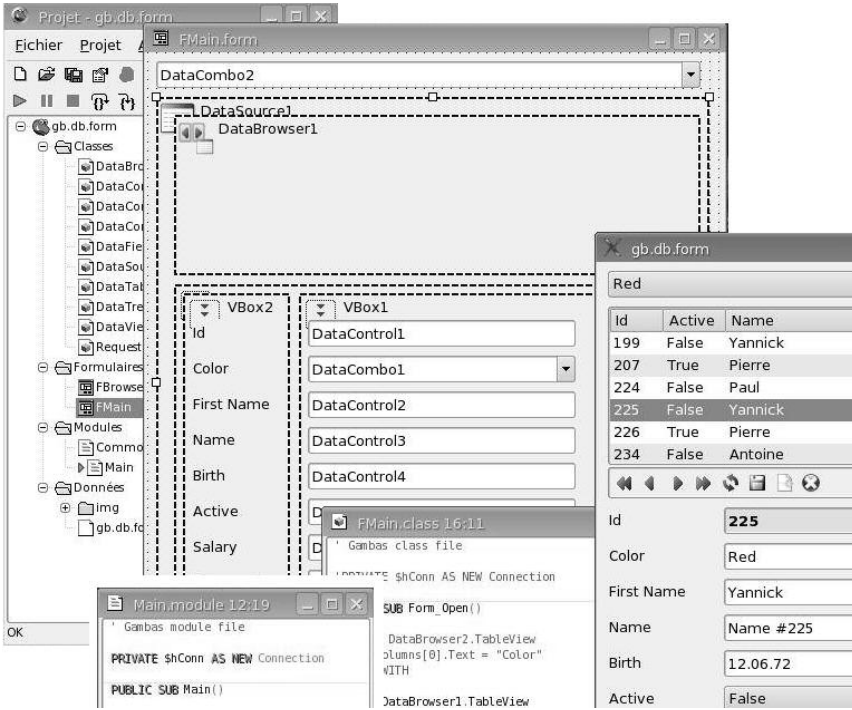 Projet - gb.db.form
Fichier Projet
gb.db.form
Classes
DataBro
DataCo
DataCo
DataCo
DataFie
DataSou
DataTab
DataTre
DataVie
Request
Formulaires
FBrowse
FMain
Modules
Commo
Main
Données
img
gb.db.fo
OK
FMain.form
DataCombo2
DataSource1
DataBrowser1
VBox2
VBox1
Id
DataControl1
Color
DataCombo1
First Name
DataControl2
Name
DataControl3
Birth
DataControl4
Active
D
Salary
D
Main.module 12:19
' Gambas module file
PRIVATE $hConn AS NEW Connection
PUBLIC SUB Main()
FMain.class 16:11
' Gambas class file
'PRIVATE $hConn AS NEW Connection
SUB Form_Open()
DataBrowser2.TableView
olumns[0].Text = "Color"
WITH
DataBrowser1.TableView
gb.db.form
Red
Id Active Name
199 False Yannick
207 True Pierre
224 False Paul
225 False Yannick
226 True Pierre
234 False Antoine
Id 225
Color Red
First Name Yannick
Name Name #225
Birth 12.06.72
Active False